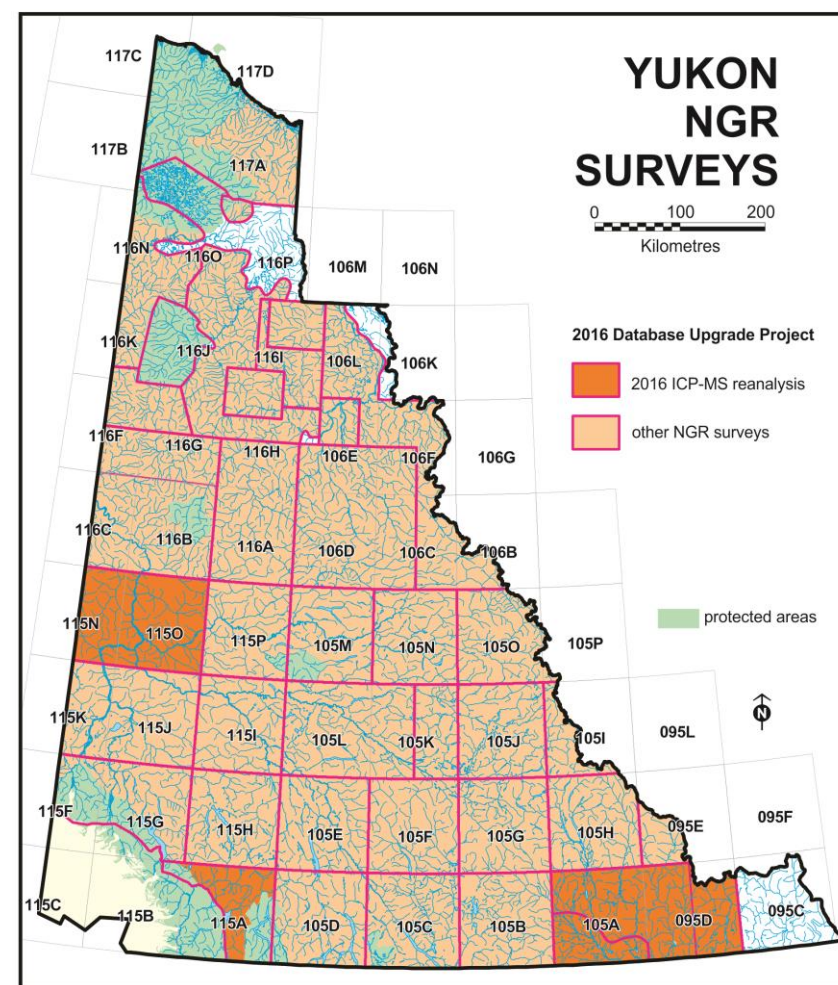 YUKON
NGR
SURVEYS
0 100 200
Kilometres
2016 Database Upgrade Project
2016 ICP-MS reanalysis
other NGR surveys
protected areas
N
117C
117D
117B
117A
116N
116O
116P
106M
106N
116K
116J
116I
106L
106K
116F
116G
116H
106E
106F
106G
116C
116B
116A
106D
106C
106B
115N
115O
115P
105M
105N
105O
105P
115K
115J
115I
105L
105K
105J
105I
095L
115F
115G
115H
105E
105F
105G
105H
095E
095F
115C
115B
115A
105D
105C
105B
105A
095D
095C